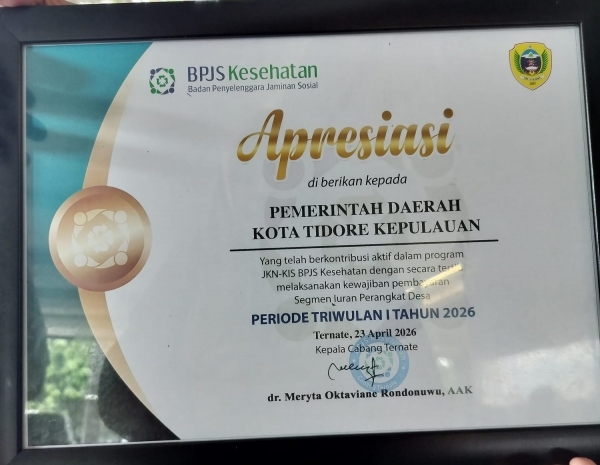 BPJS Kesehatan
Badan Penyelenggara Jaminan Sosial
Apresiasi
di berikan kepada
PEMERINTAH DAERAH
KOTA TIDORE KEPULAUAN
Yang telah berkontribusi aktif dalam program
JKN-KIS BPJS Kesehatan dengan secara tertib
melaksanakan kewajiban pembayaran
Segmen Iuran Perangkat Desa
PERIODE TRIWULAN I TAHUN 2026
Ternate, 23 April 2026
Kepala Cabang Ternate
dr. Meryta Oktaviane Rondonuwu, AAK